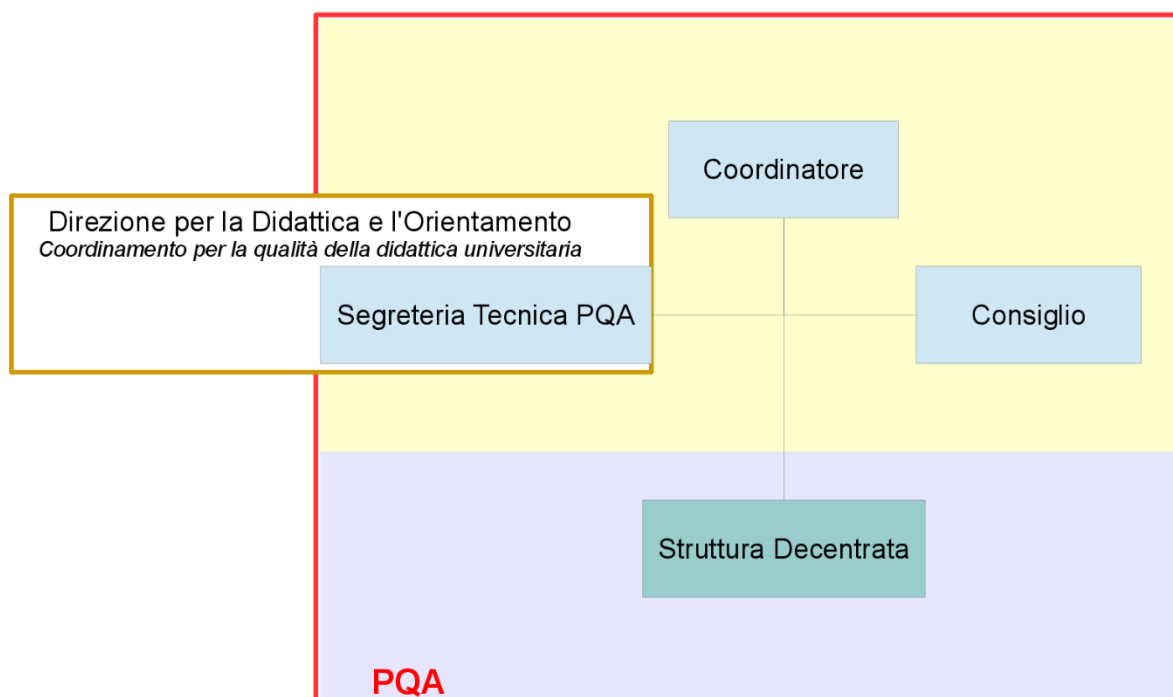 Coordinatore
Direzione per la Didattica e l'Orientamento
Coordinamento per la qualità della didattica universitaria
Segreteria Tecnica PQA
Consiglio
Struttura Decentrata
PQA